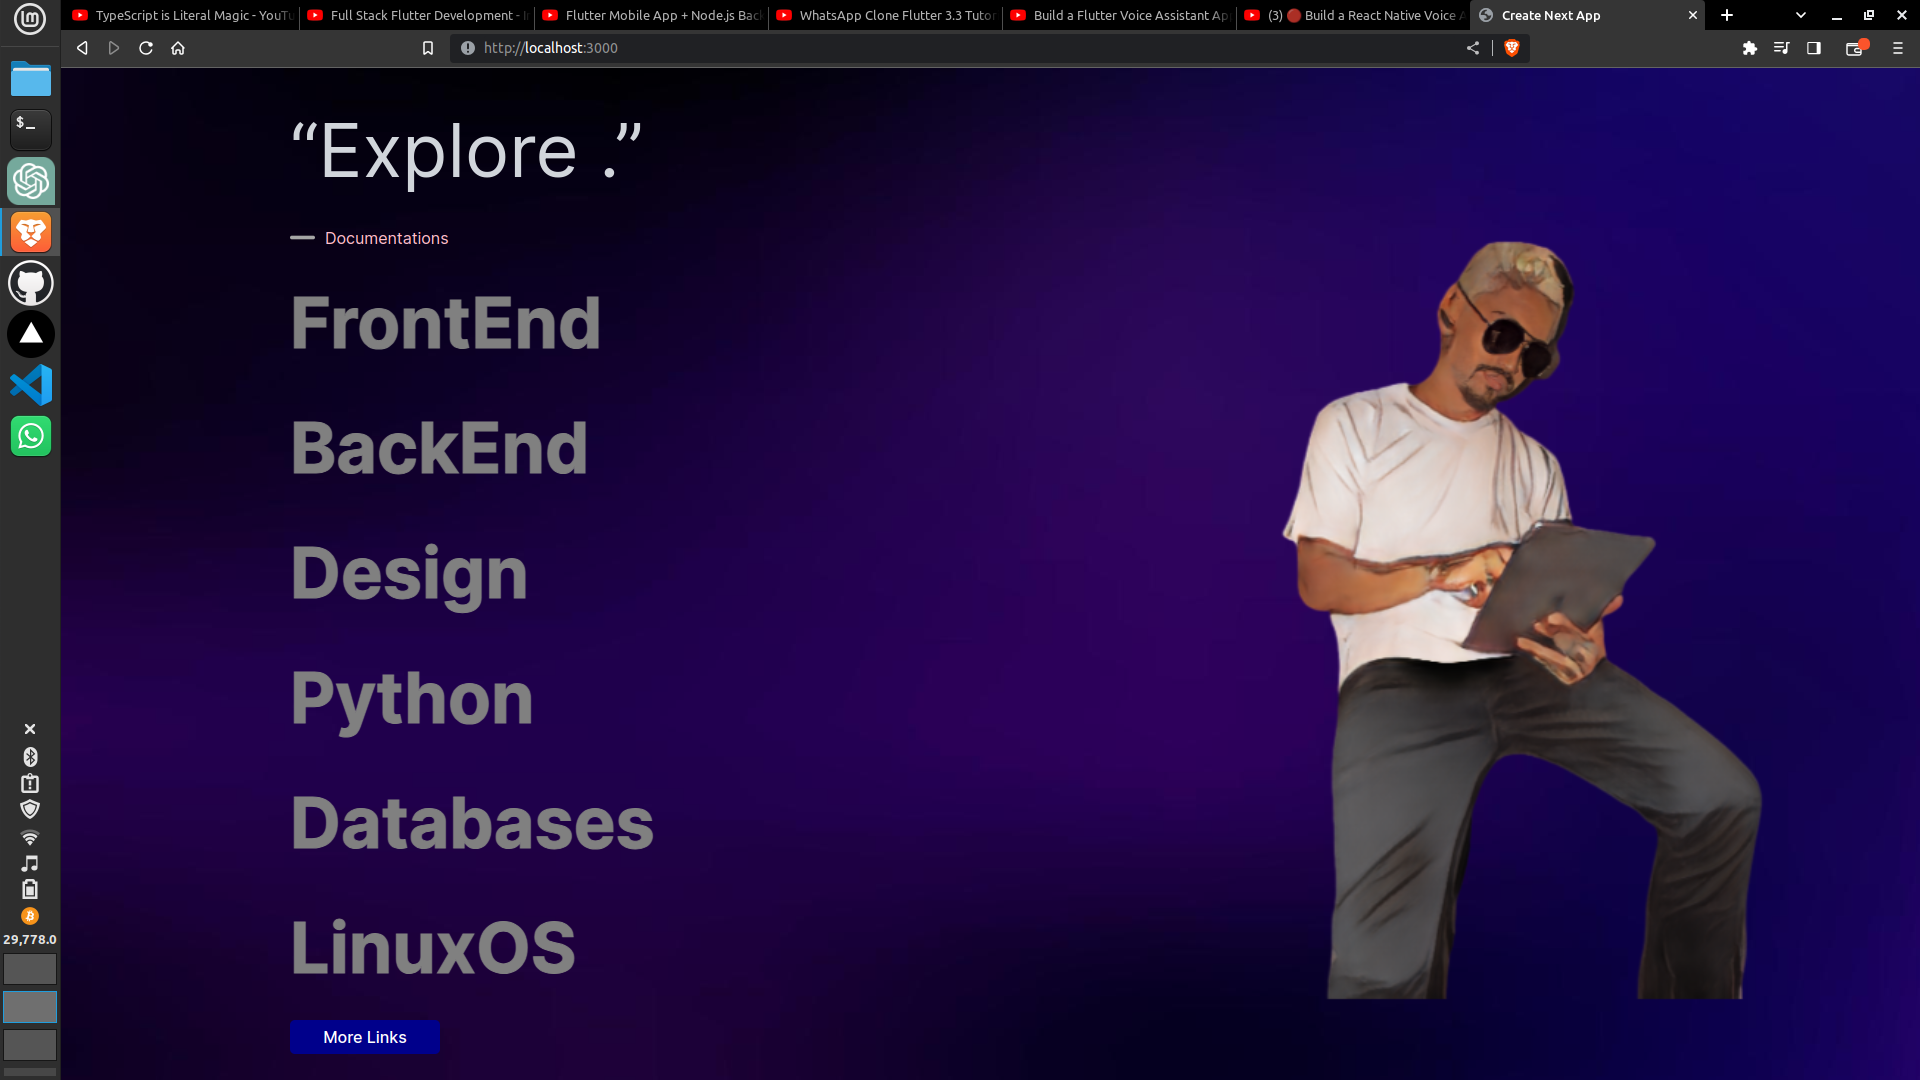 TypeScript is Literal Magic - YouTu
Full Stack Flutter Development - I
Flutter Mobile App + Node.js Back
WhatsApp Clone Flutter 3.3 Tutor
Build a Flutter Voice Assistant Ap
(3) 🔴 Build a React Native Voice A
Create Next App
http://localhost:3000
“Explore .”
Documentations
FrontEnd
BackEnd
Design
Python
Databases
LinuxOS
More Links
$_
29,778.0